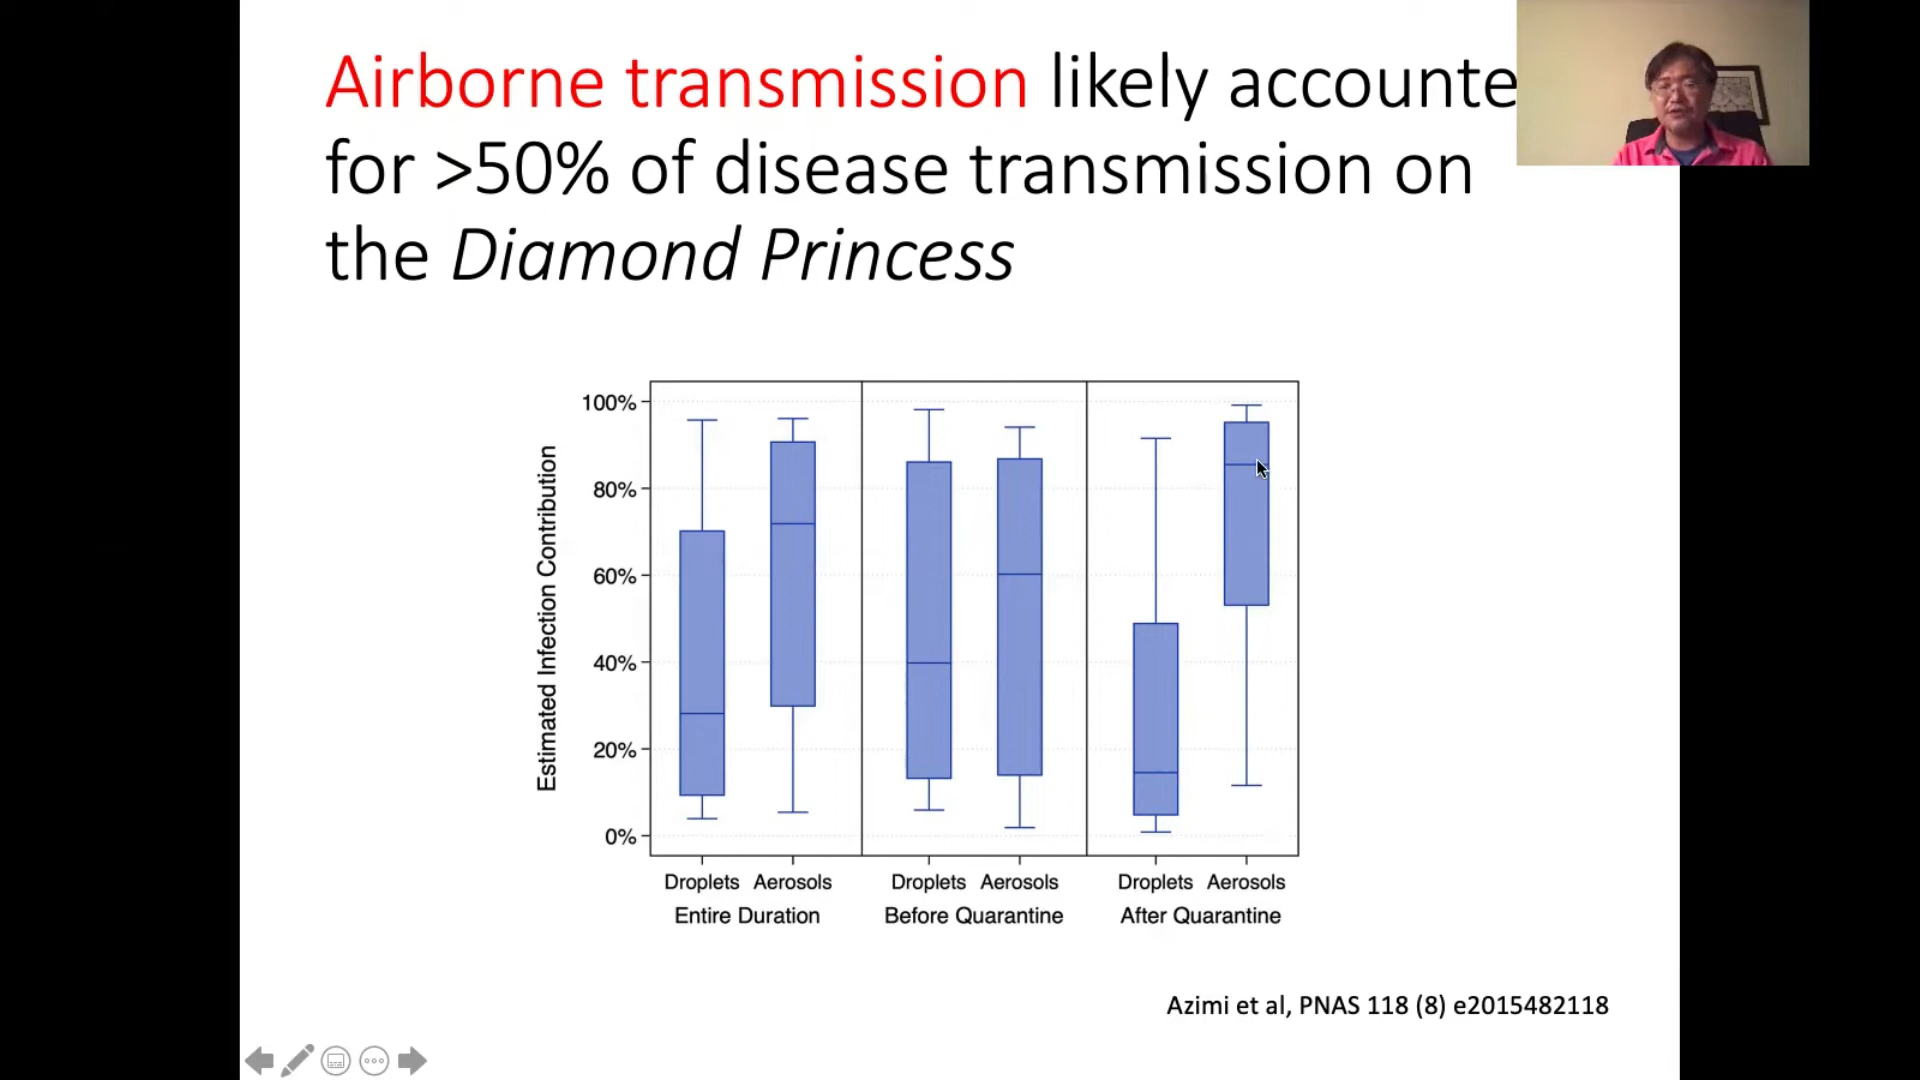 Airborne transmission likely accounte
for >50% of disease transmission on
the Diamond Princess
100%
80%
60%
40%
20%
0%
Estimated Infection Contribution
Droplets Aerosols Droplets Aerosols Droplets Aerosols
Entire Duration Before Quarantine After Quarantine
Azimi et al, PNAS 118 (8) e2015482118